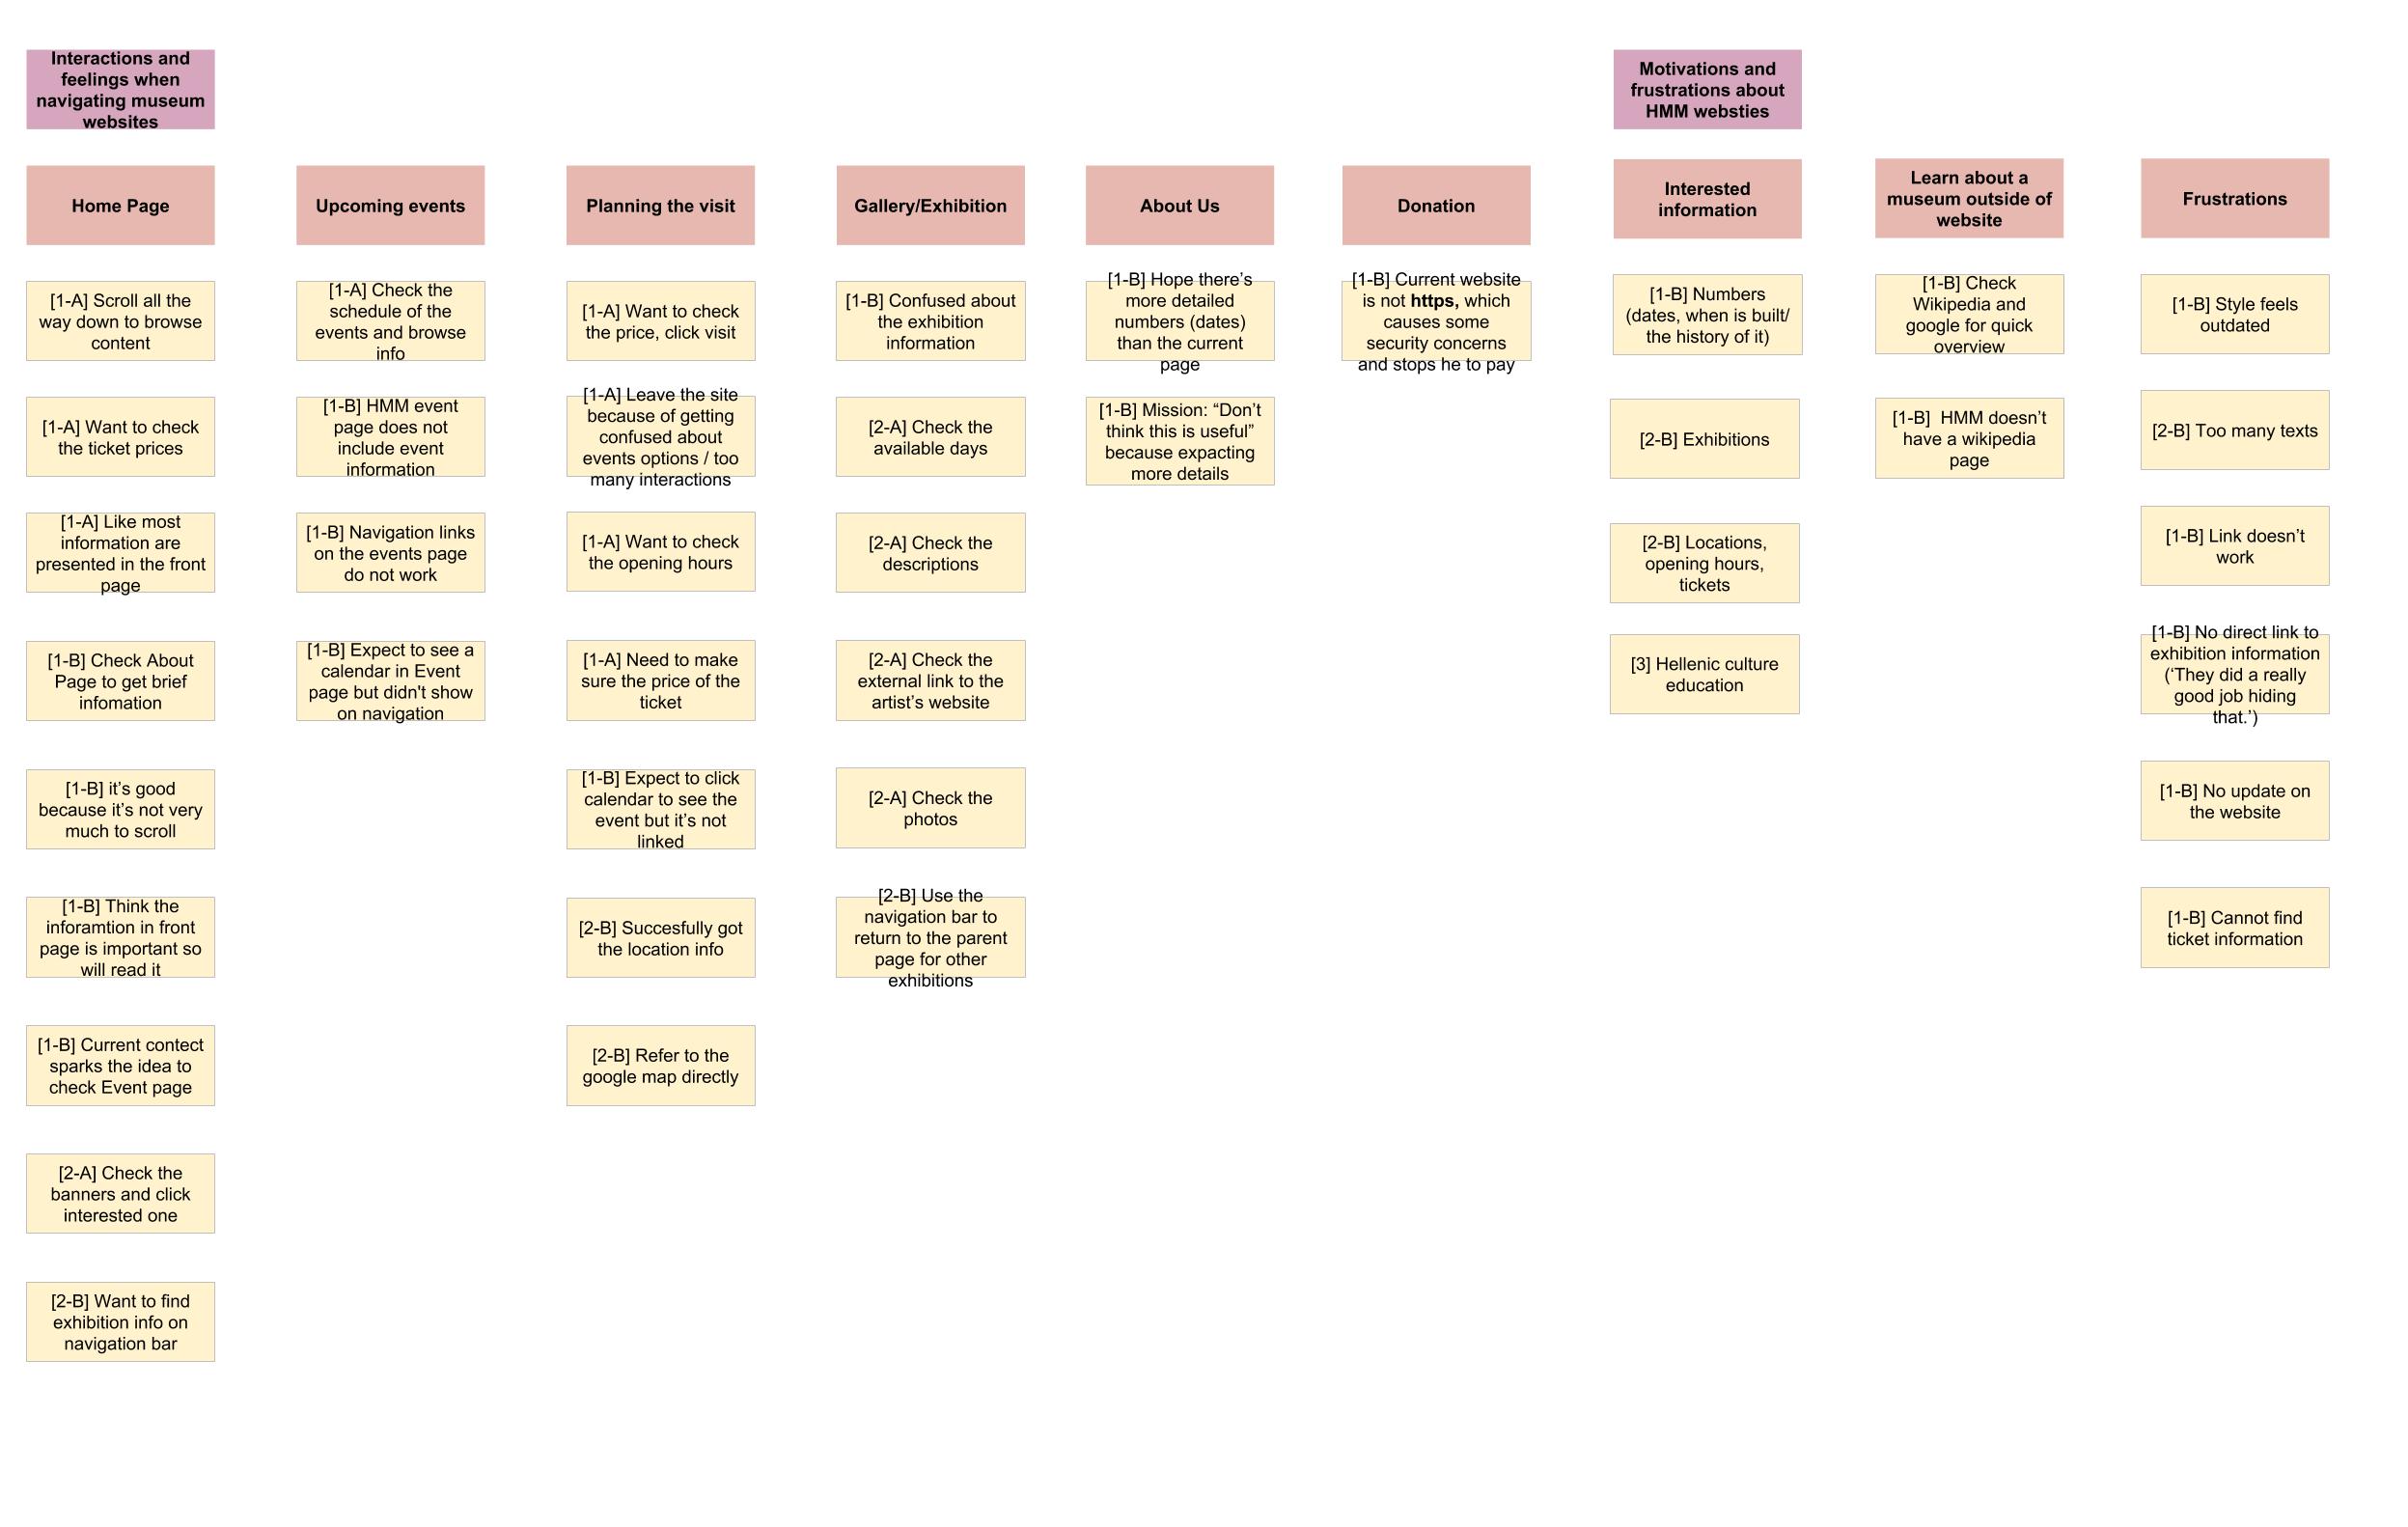 Interactions and
feelings when
navigating museum
websites
Motivations and
frustrations about
HMM websties
Home Page
Upcoming events
Planning the visit
Gallery/Exhibition
About Us
Donation
Interested
information
Learn about a
museum outside of
website
Frustrations
[1-A] Scroll all the
way down to browse
content
[1-A] Want to check
the ticket prices
[1-A] Like most
information are
presented in the front
page
[1-B] Check About
Page to get brief
infomation
[1-B] it’s good
because it’s not very
much to scroll
[1-B] Think the
inforamtion in front
page is important so
will read it
[1-B] Current contect
sparks the idea to
check Event page
[2-A] Check the
banners and click
interested one
[2-B] Want to find
exhibition info on
navigation bar
[1-A] Check the
schedule of the
events and browse
info
[1-B] HMM event
page does not
include event
information
[1-B] Navigation links
on the events page
do not work
[1-B] Expect to see a
calendar in Event
page but didn't show
on navigation
[1-A] Want to check
the price, click visit
[1-A] Leave the site
because of getting
confused about
events options / too
many interactions
[1-A] Want to check
the opening hours
[1-A] Need to make
sure the price of the
ticket
[1-B] Expect to click
calendar to see the
event but it’s not
linked
[2-B] Succesfully got
the location info
[2-B] Refer to the
google map directly
[1-B] Confused about
the exhibition
information
[2-A] Check the
available days
[2-A] Check the
descriptions
[2-A] Check the
external link to the
artist’s website
[2-A] Check the
photos
[2-B] Use the
navigation bar to
return to the parent
page for other
exhibitions
[1-B] Hope there’s
more detailed
numbers (dates)
than the current
page
[1-B] Mission: “Don’t
think this is useful”
because expacting
more details
[1-B] Current website
is not https, which
causes some
security concerns
and stops he to pay
[1-B] Numbers
(dates, when is built/
the history of it)
[2-B] Exhibitions
[2-B] Locations,
opening hours,
tickets
[3] Hellenic culture
education
[1-B] Check
Wikipedia and
google for quick
overview
[1-B]  HMM doesn’t
have a wikipedia
page
[1-B] Style feels
outdated
[2-B] Too many texts
[1-B] Link doesn’t
work
[1-B] No direct link to
exhibition information
(‘They did a really
good job hiding
that.’)
[1-B] No update on
the website
[1-B] Cannot find
ticket information